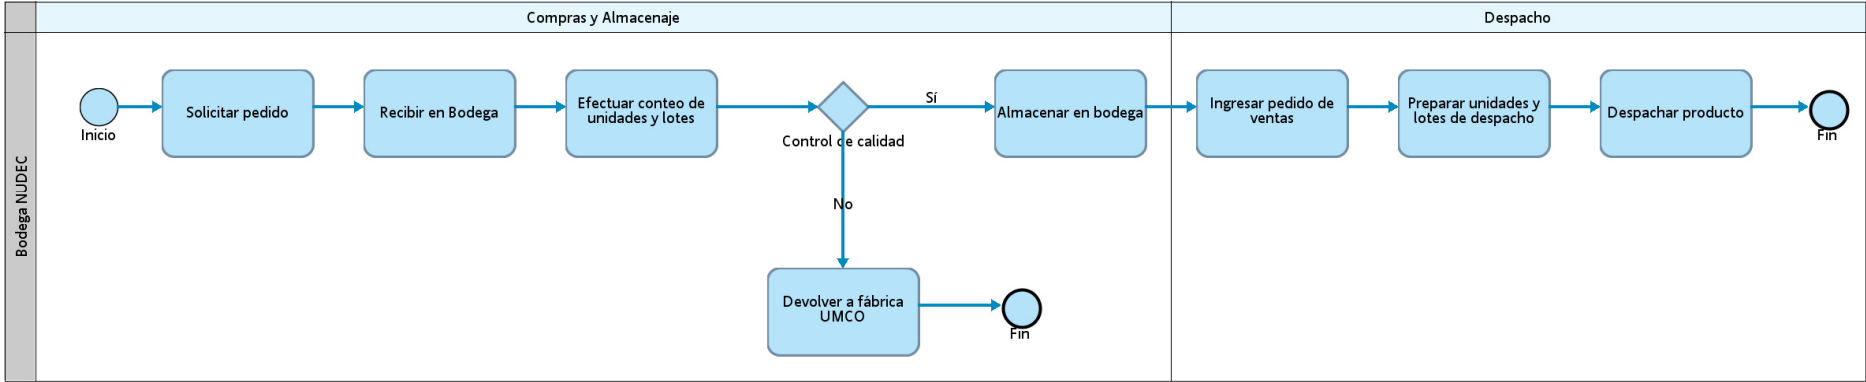 Compras y Almacenaje
Despacho
Bodega NUDEC
Inicio
Solicitar pedido
Recibir en Bodega
Efectuar conteo de
unidades y lotes
Control de calidad
Sí
No
Almacenar en bodega
Ingresar pedido de
ventas
Preparar unidades y
lotes de despacho
Despachar producto
Fin
Devolver a fábrica
UMCO
Fin